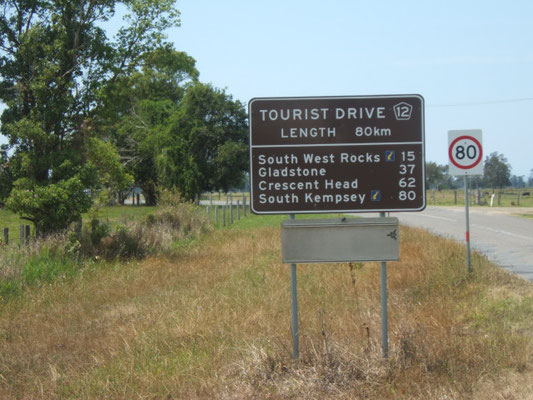 TOURIST DRIVE 12
LENGTH 80km
South West Rocks 15
Gladstone 37
Crescent Head 62
South Kempsey 80
80